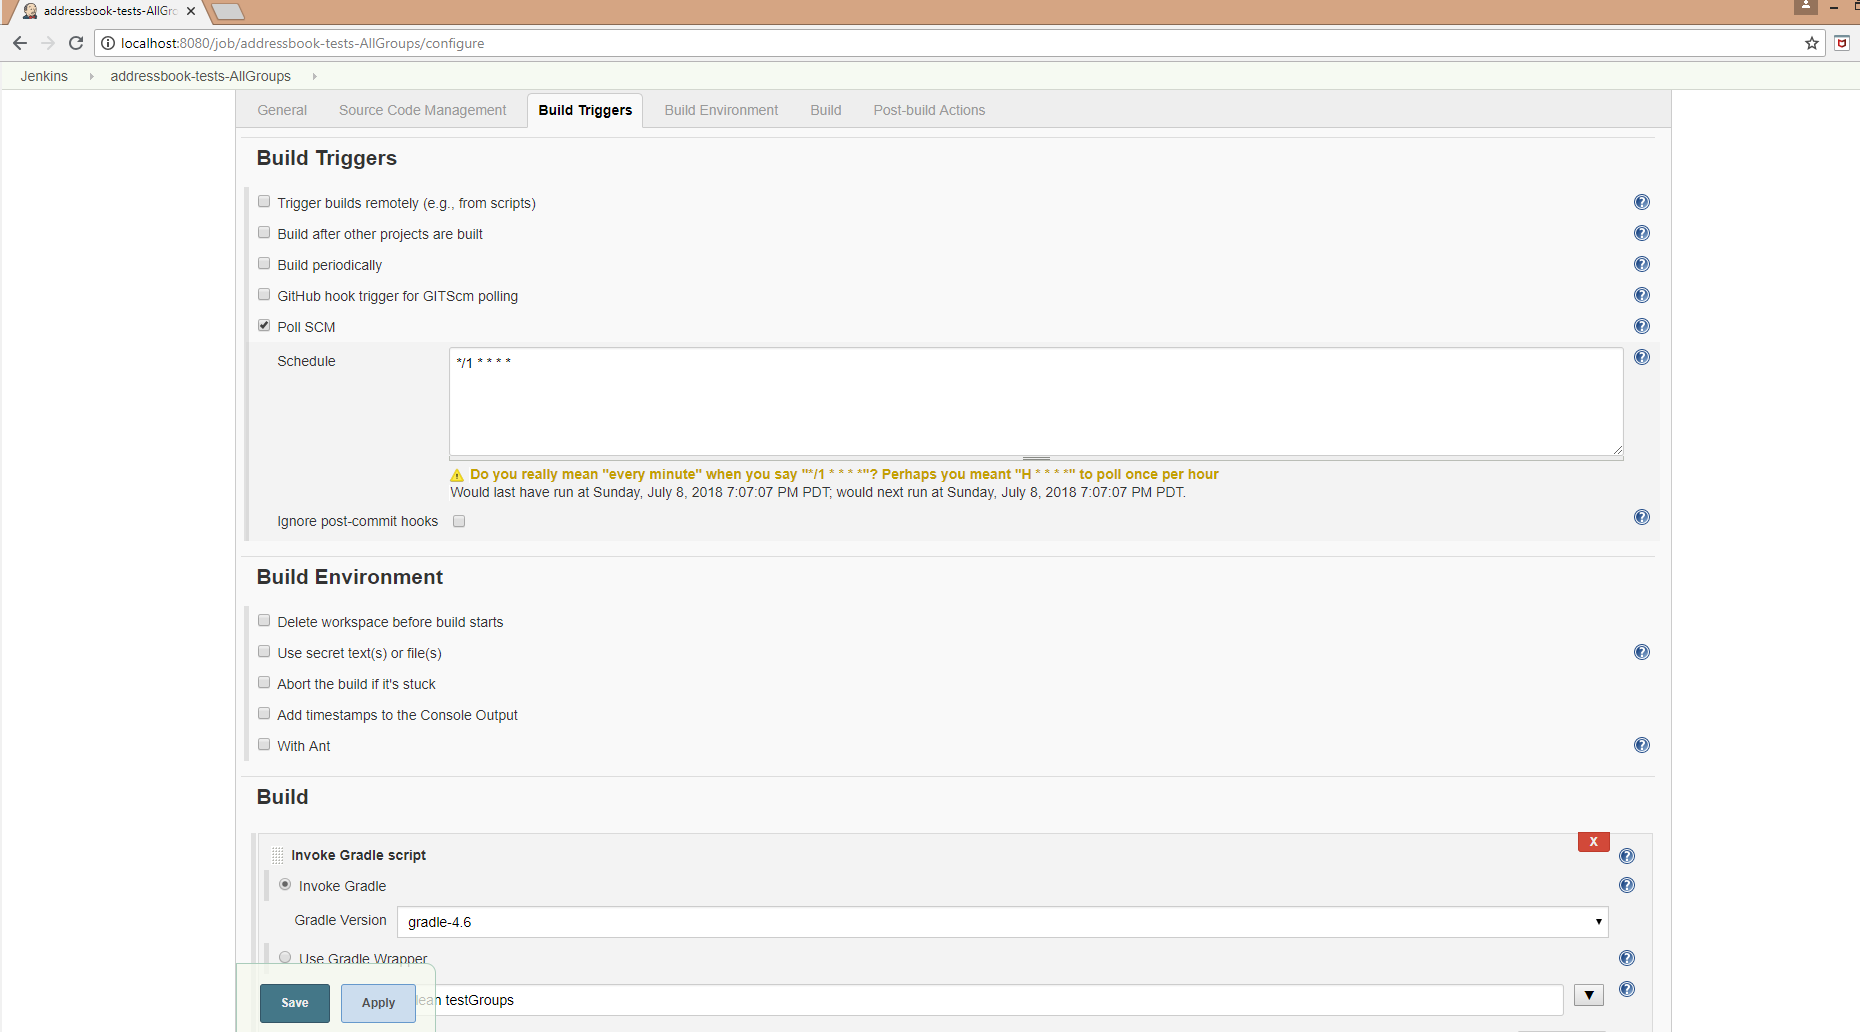 addressbook-tests-AllGro
localhost:8080/job/addressbook-tests-AllGroups/configure
Jenkins addressbook-tests-AllGroups
General Source Code Management Build Triggers Build Environment Build Post-build Actions
Build Triggers
Trigger builds remotely (e.g., from scripts)
Build after other projects are built
Build periodically
GitHub hook trigger for GITScm polling
Poll SCM
Schedule */1 * * * *
Do you really mean "every minute" when you say "*/1 * * * *"? Perhaps you meant "H * * * *" to poll once per hour
Would last have run at Sunday, July 8, 2018 7:07:07 PM PDT; would next run at Sunday, July 8, 2018 7:07:07 PM PDT.
Ignore post-commit hooks
Build Environment
Delete workspace before build starts
Use secret text(s) or file(s)
Abort the build if it's stuck
Add timestamps to the Console Output
With Ant
Build
X
Invoke Gradle script
Invoke Gradle
Gradle Version gradle-4.6
Use Gradle Wrapper
lean testGroups
Save Apply